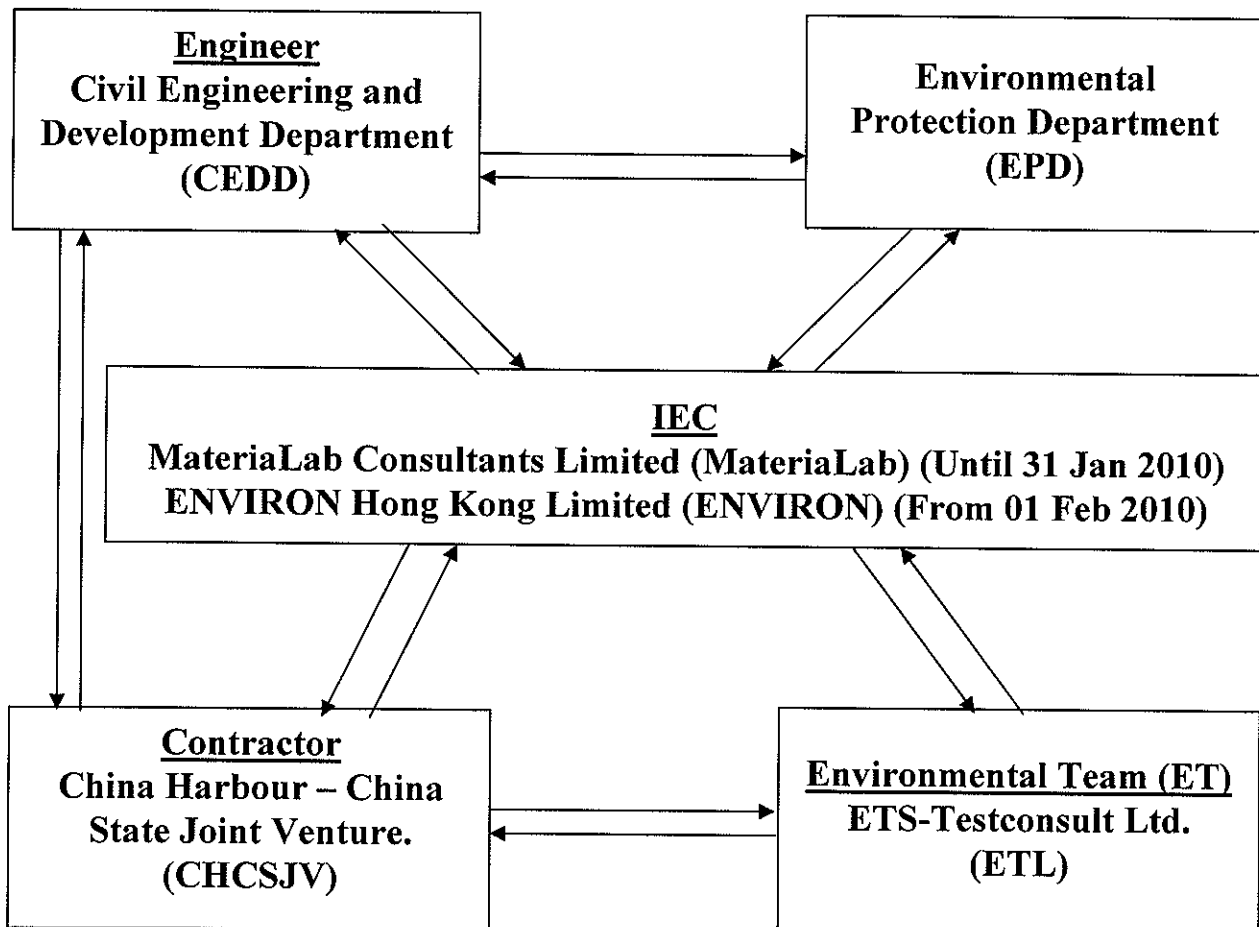 Engineer
Civil Engineering and
Development Department
(CEDD)
Environmental
Protection Department
(EPD)
IEC
MateriaLab Consultants Limited (MateriaLab) (Until 31 Jan 2010)
ENVIRON Hong Kong Limited (ENVIRON) (From 01 Feb 2010)
Contractor
China Harbour – China
State Joint Venture.
(CHCSJV)
Environmental Team (ET)
ETS-Testconsult Ltd.
(ETL)